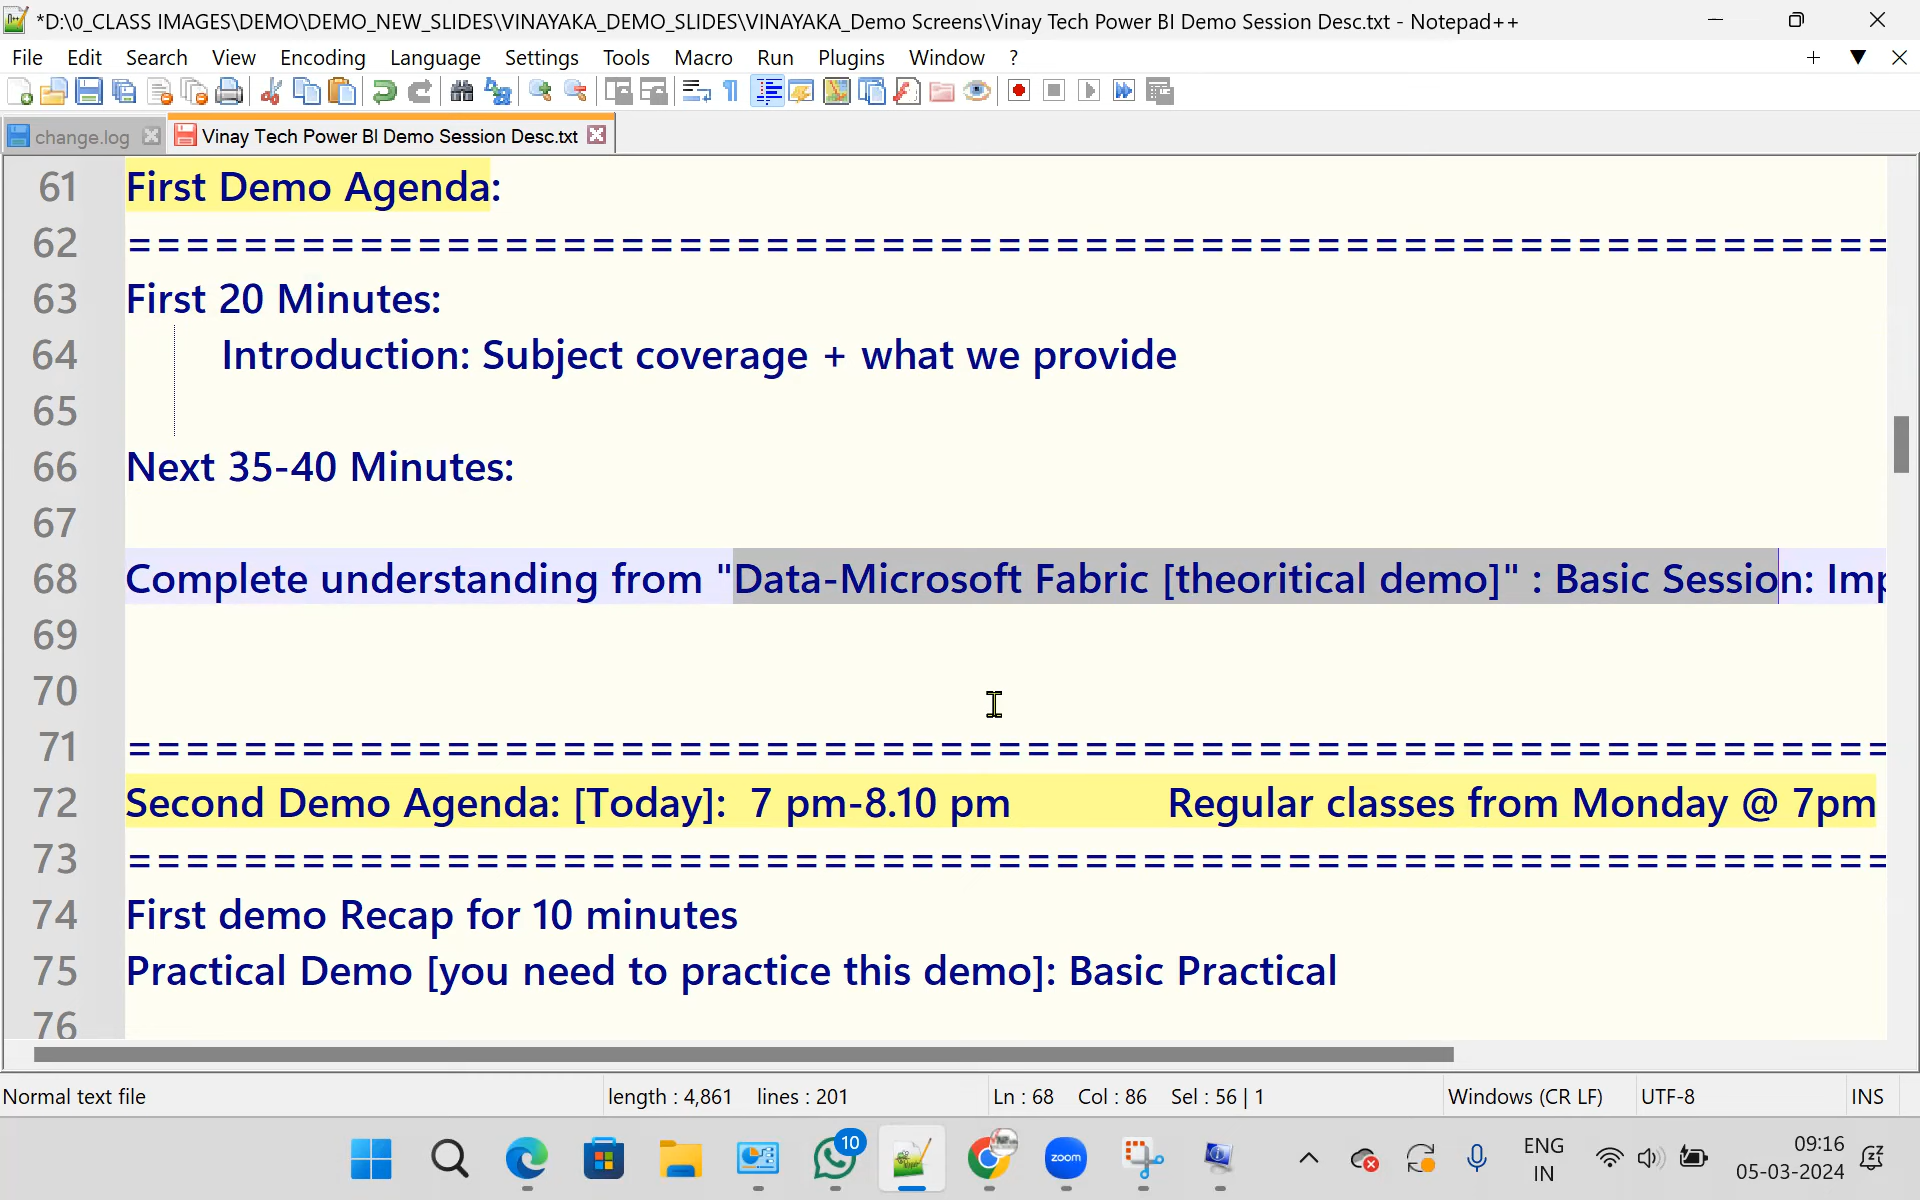 *D:\0_CLASS IMAGES\DEMO\DEMO_NEW_SLIDES\VINAYAKA_DEMO_SLIDES\VINAYAKA_Demo Screens\Vinay Tech Power BI Demo Session Desc.txt - Notepad++
File Edit Search View Encoding Language Settings Tools Macro Run Plugins Window ?
change.log Vinay Tech Power BI Demo Session Desc.txt
61 First Demo Agenda:
62 =============================================================
63 First 20 Minutes:
64 Introduction: Subject coverage + what we provide
65
66 Next 35-40 Minutes:
67
68 Complete understanding from "Data-Microsoft Fabric [theoritical demo]" : Basic Session: Imp
69
70
71 =============================================================
72 Second Demo Agenda: [Today]: 7 pm-8.10 pm Regular classes from Monday @ 7pm
73 =============================================================
74 First demo Recap for 10 minutes
75 Practical Demo [you need to practice this demo]: Basic Practical
76
Normal text file length : 4,861 lines : 201 Ln : 68 Col : 86 Sel : 56 | 1 Windows (CR LF) UTF-8 INS
10
zoom
ENG
IN
09:16
05-03-2024